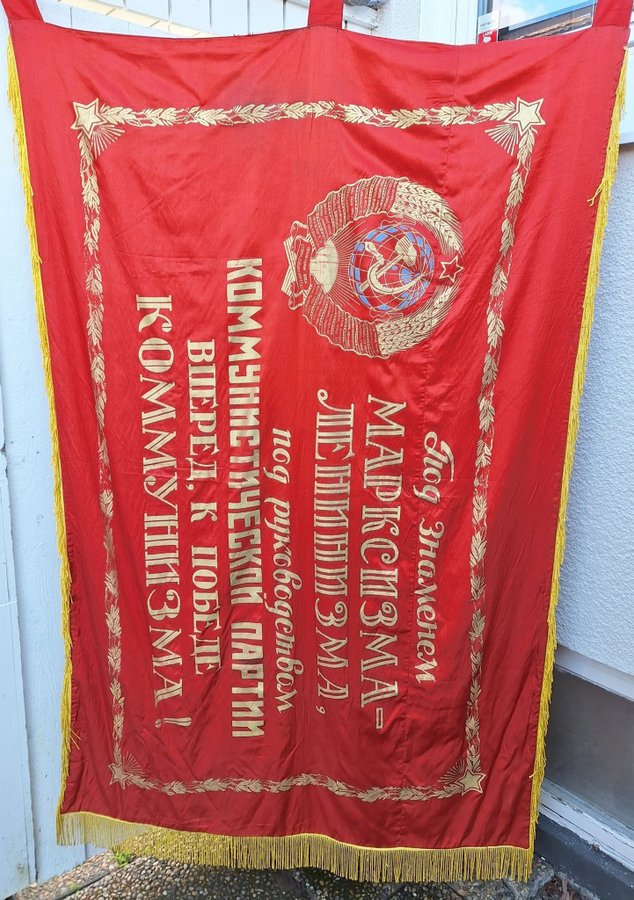 Под знаменем
МАРКСИЗМА-
ЛЕНИНИЗМА,
под руководством
КОММУНИСТИЧЕСКОЙ ПАРТИИ
ВПЕРЕД, К ПОБЕДЕ
КОММУНИЗМА!